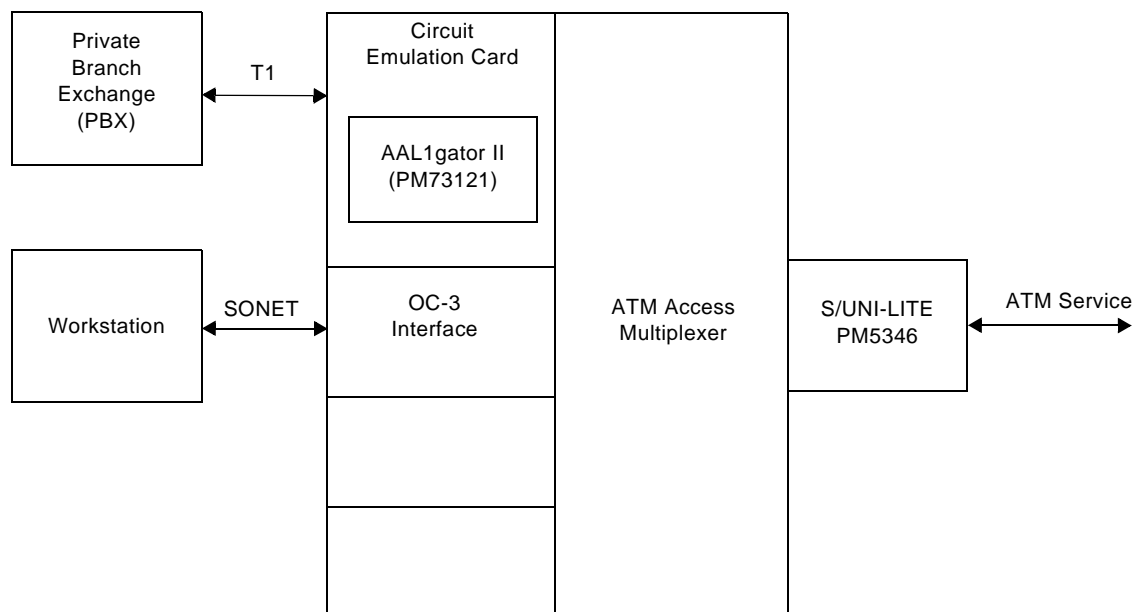 Private
Branch
Exchange
(PBX)
T1
Circuit
Emulation Card
AAL1gator II
(PM73121)
Workstation
SONET
OC-3
Interface
ATM Access
Multiplexer
S/UNI-LITE
PM5346
ATM Service